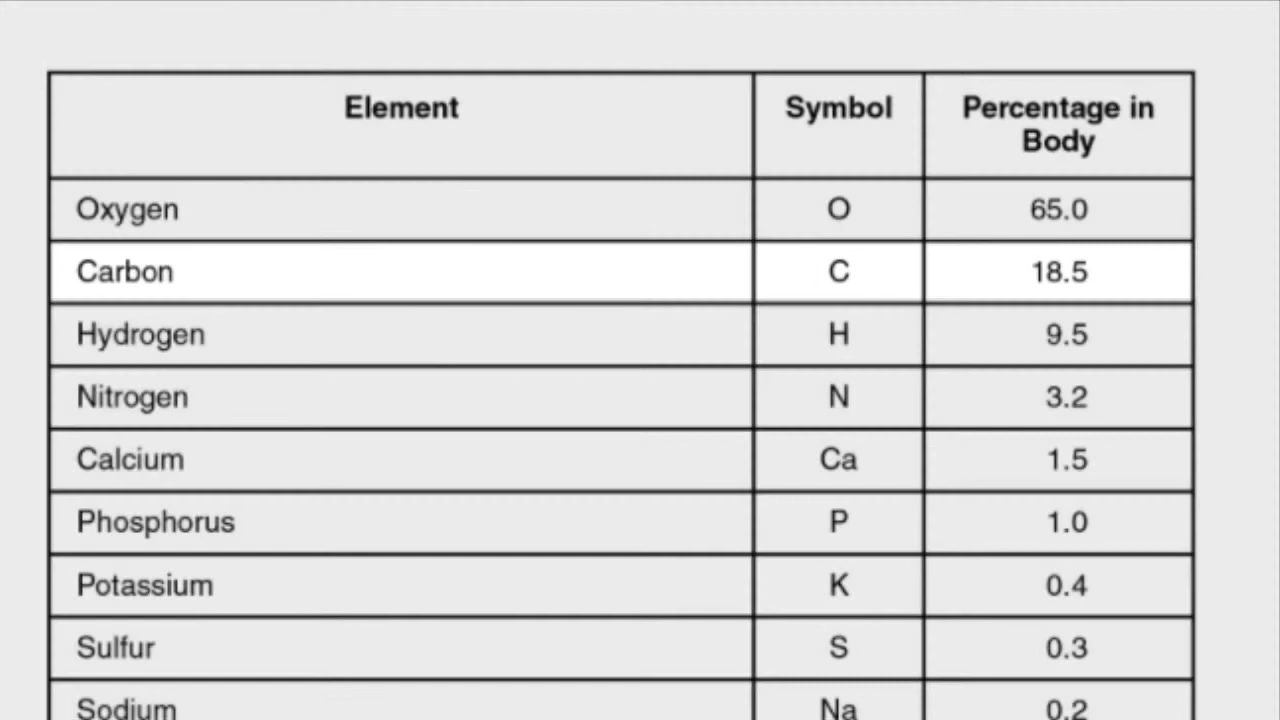 Element Symbol Percentage in Body
Oxygen O 65.0
Carbon C 18.5
Hydrogen H 9.5
Nitrogen N 3.2
Calcium Ca 1.5
Phosphorus P 1.0
Potassium K 0.4
Sulfur S 0.3
Sodium Na 0.2